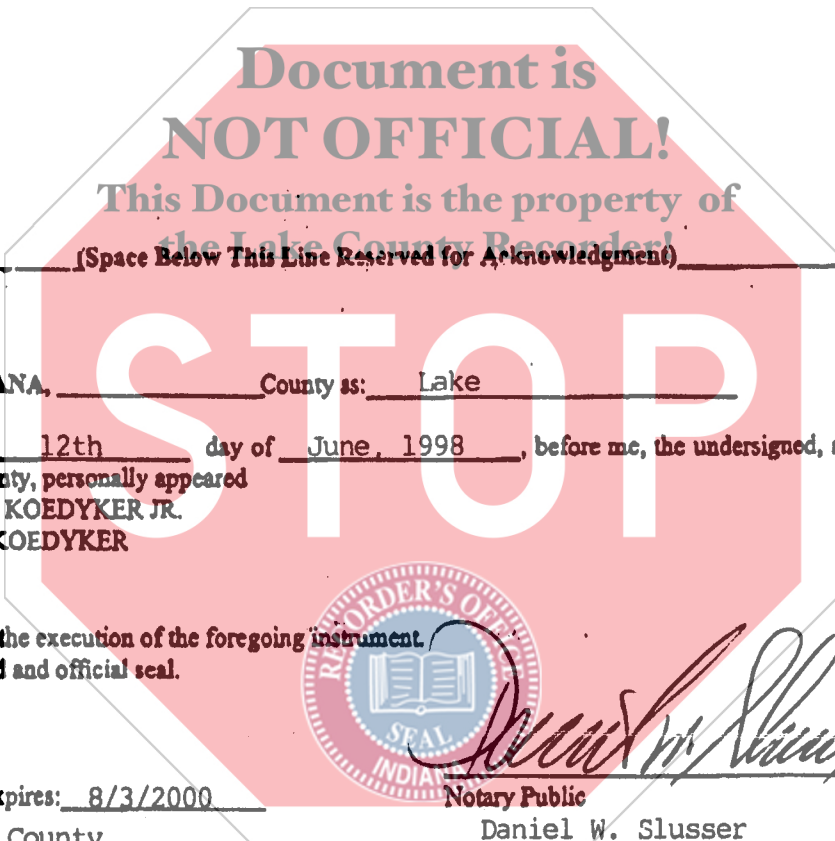 Document is
NOT OFFICIAL!
This Document is the property of
the Lake County Recorder!
(Space Below This Line Reserved for Acknowledgment)
STOP
ANA, County ss: Lake
12th day of June, 1998, before me, the undersigned, a
nty, personally appeared
KOEDYKER JR.
KOEDYKER
the execution of the foregoing instrument.
d and official seal.
RECORDER'S OFFICE
SEAL
INDIANA
xpires: 8/3/2000
Notary Public
County
Daniel W. Slusser